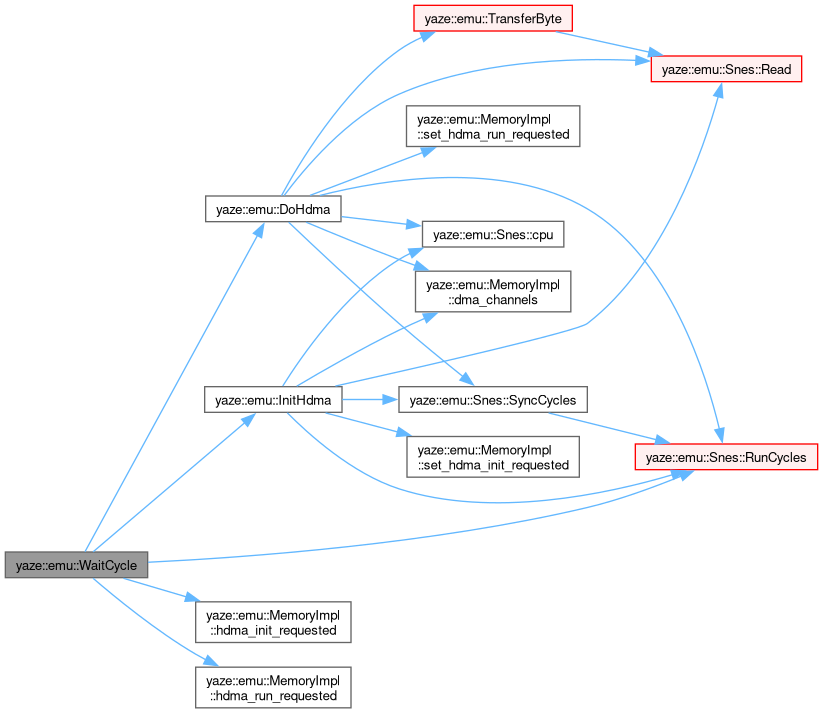 yaze::emu::TransferByte
yaze::emu::Snes::Read
yaze::emu::MemoryImpl
::set_hdma_run_requested
yaze::emu::DoHdma
yaze::emu::Snes::cpu
yaze::emu::MemoryImpl
::dma_channels
yaze::emu::InitHdma
yaze::emu::Snes::SyncCycles
yaze::emu::MemoryImpl
::set_hdma_init_requested
yaze::emu::Snes::RunCycles
yaze::emu::WaitCycle
yaze::emu::MemoryImpl
::hdma_init_requested
yaze::emu::MemoryImpl
::hdma_run_requested